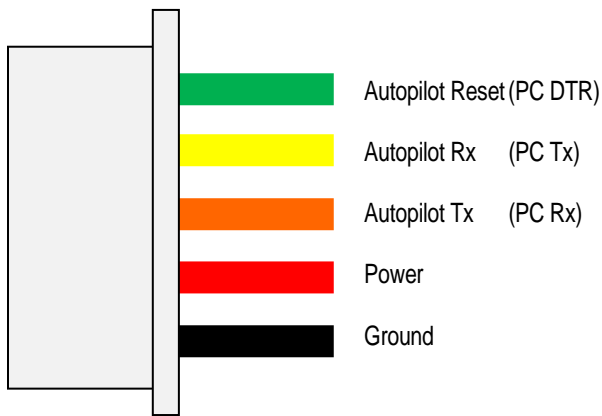 Autopilot Reset (PC DTR)
Autopilot Rx (PC Tx)
Autopilot Tx (PC Rx)
Power
Ground